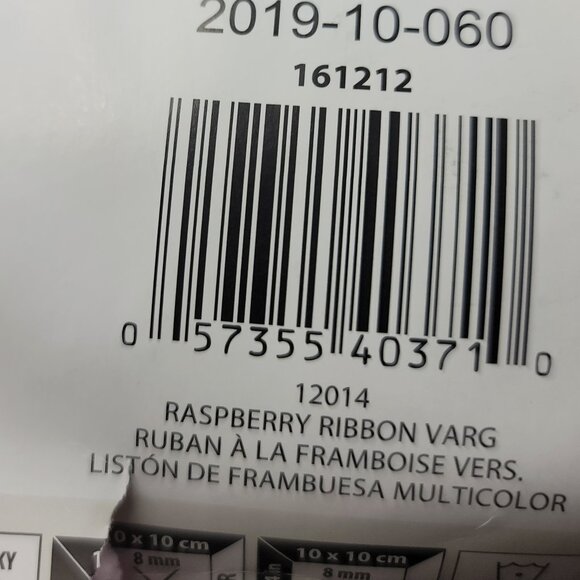 2019-10-060
161212
0 57355 40371 0
12014
RASPBERRY RIBBON VARG
RUBAN À LA FRAMBOISE VERS.
LISTÓN DE FRAMBUESA MULTICOLOR
0 x 10 cm 10 x 10 cm
8 mm 8 mm